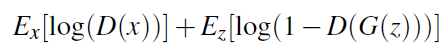 E_x[log(D(x))] + E_z[log(1 − D(G(z)))]